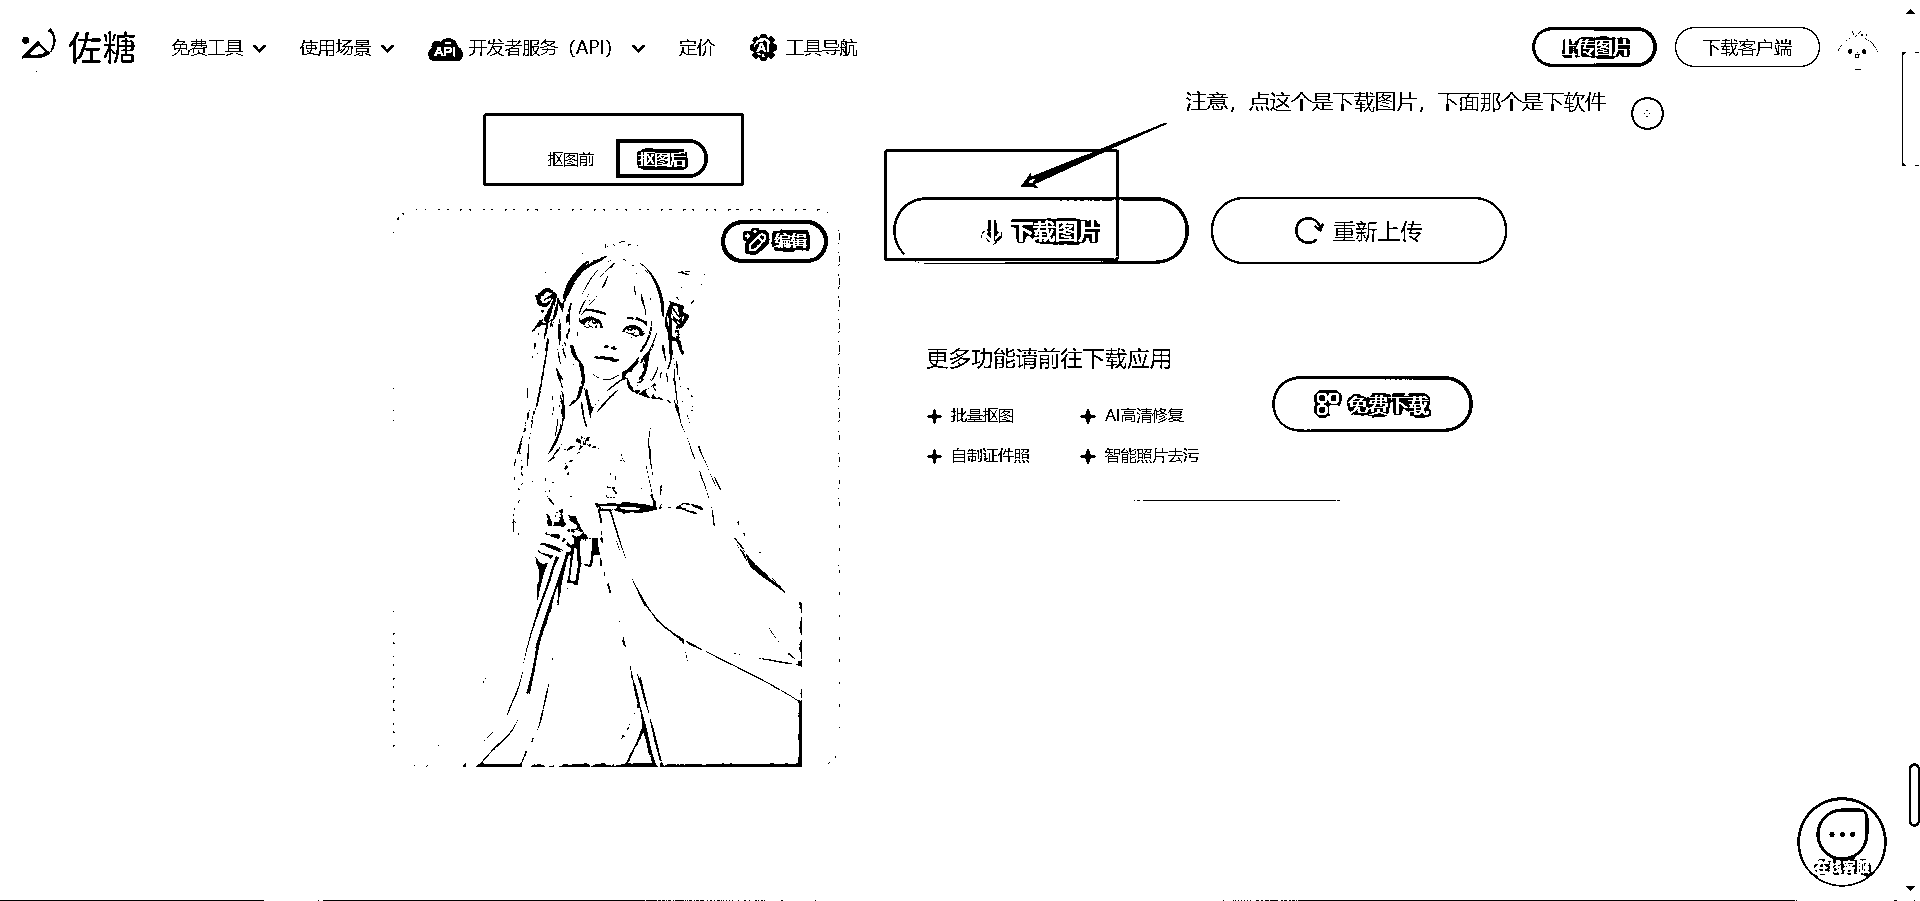 佐糖 免费工具 使用场景 API 开发者服务（API） 定价 AI 工具导航 上传图片 下载客户端
注意，点这个是下载图片，下面那个是下软件
抠图前 抠图后
编辑
下载图片 重新上传
更多功能请前往下载应用
批量抠图 AI高清修复
免费下载
自制证件照 智能照片去污
在线客服